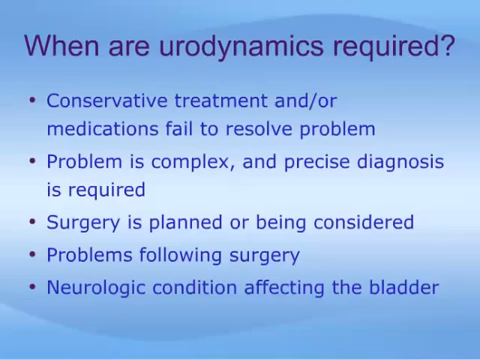 When are urodynamics required?
• Conservative treatment and/or
medications fail to resolve problem
• Problem is complex, and precise diagnosis
is required
• Surgery is planned or being considered
• Problems following surgery
• Neurologic condition affecting the bladder